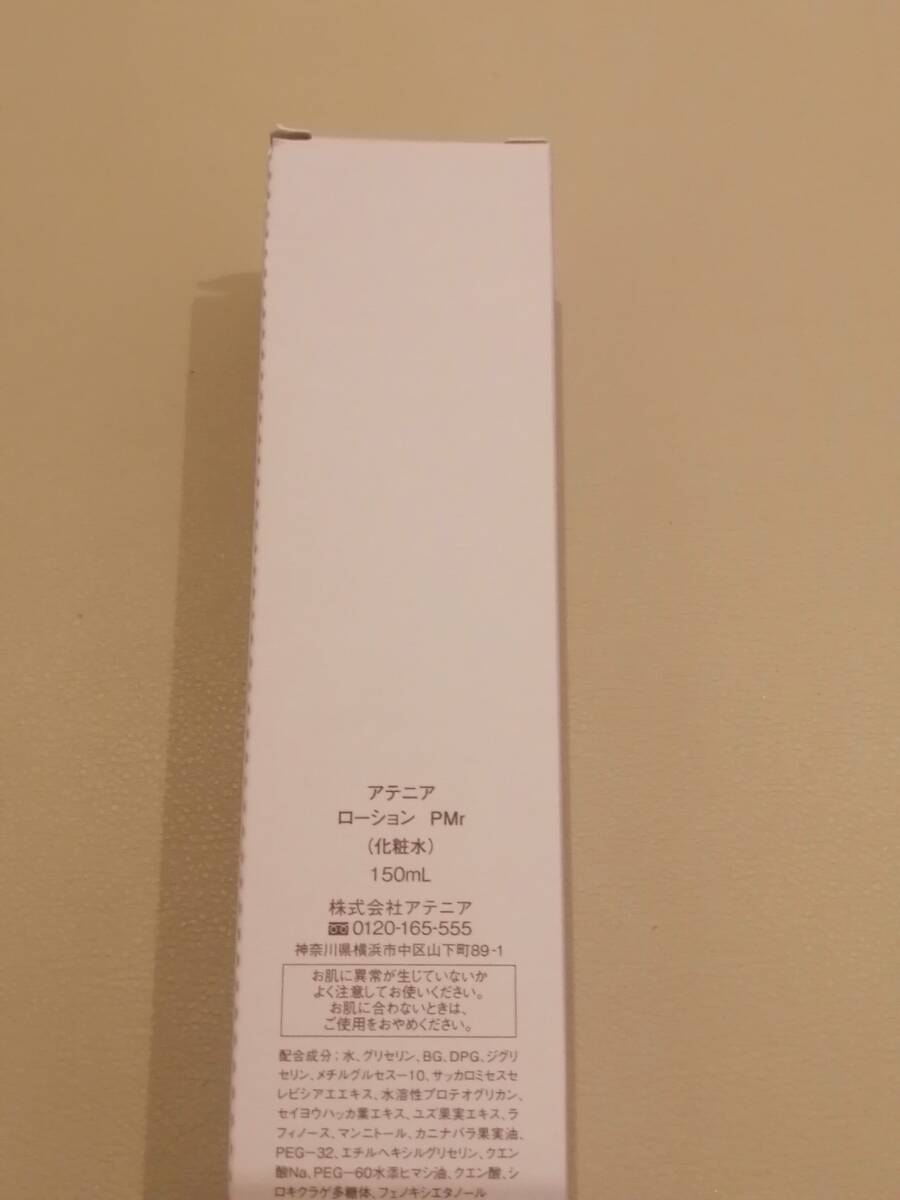 アテニア
ローション PMr
(化粧水)
150mL
株式会社アテニア
0120-165-555
神奈川県横浜市中区山下町89-1
お肌に異常が生じていないか
よく注意してお使いください。
お肌に合わないときは、
ご使用をおやめください。
配合成分;水、グリセリン、BG、DPG、ジグリ
セリン、メチルグルセス-10、サッカロミセスセ
レビシアエエキス、水溶性プロテオグリカン、
セイヨウハッカ葉エキス、ユズ果実エキス、ラ
フィノース、マンニトール、カニナバラ果実油、
PEG-32、エチルヘキシルグリセリン、クエン
酸Na、PEG-60水添ヒマシ油、クエン酸、シ
ロキクラゲ多糖体、フェノキシエタノール